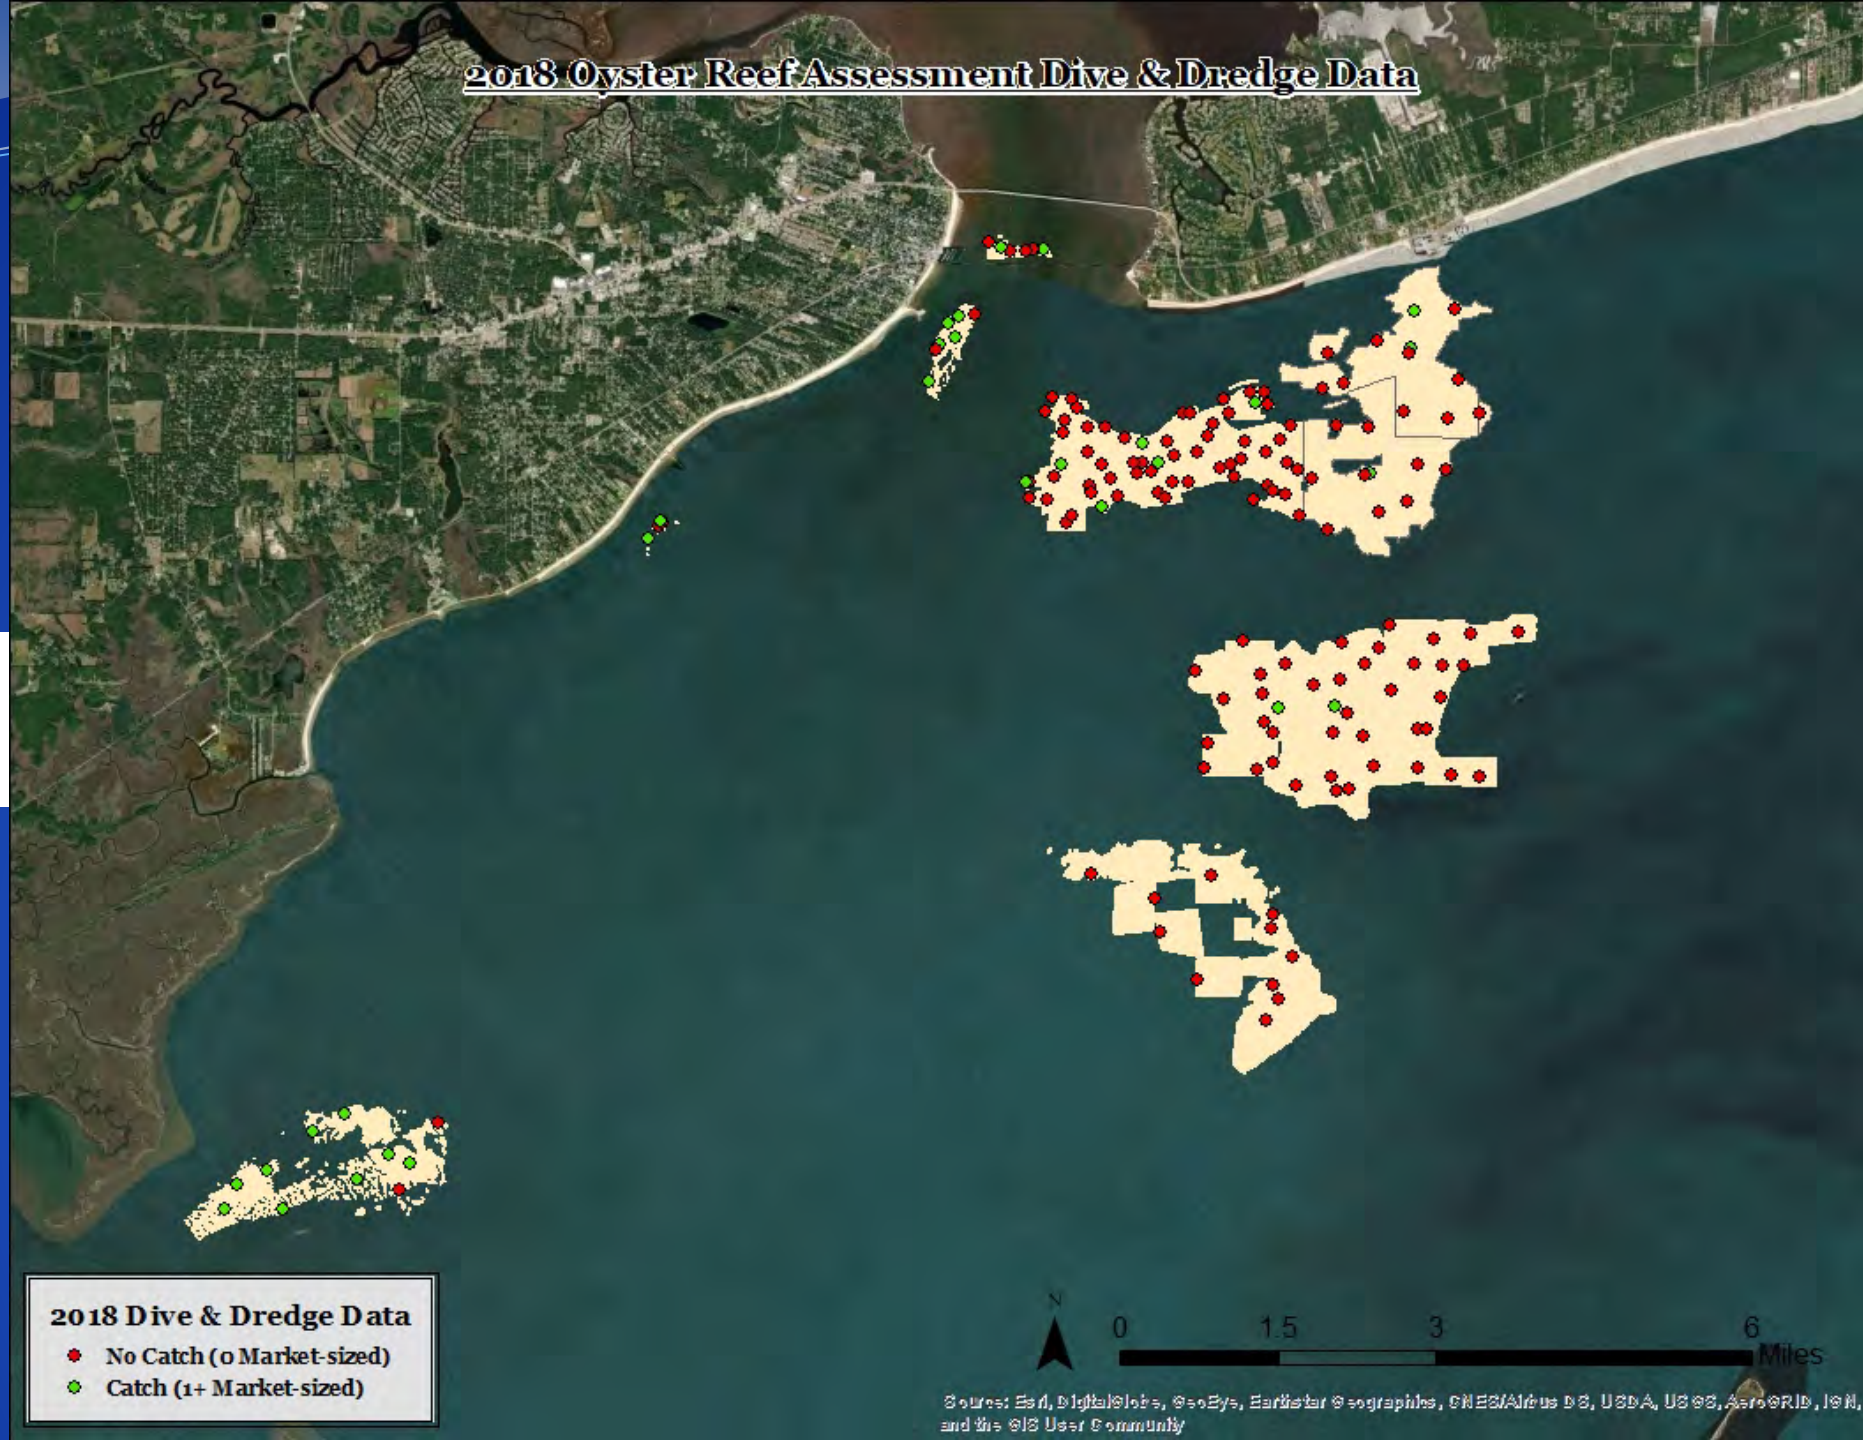 2018 Oyster Reef Assessment Dive & Dredge Data
2018 Dive & Dredge Data
No Catch (0 Market-sized)
Catch (1+ Market-sized)
N
0 1.5 3 6
Miles
Source: Esri, DigitalGlobe, GeoEye, Earthstar Geographics, CNES/Airbus DS, USDA, USGS, AeroGRID, IGN,
and the GIS User Community